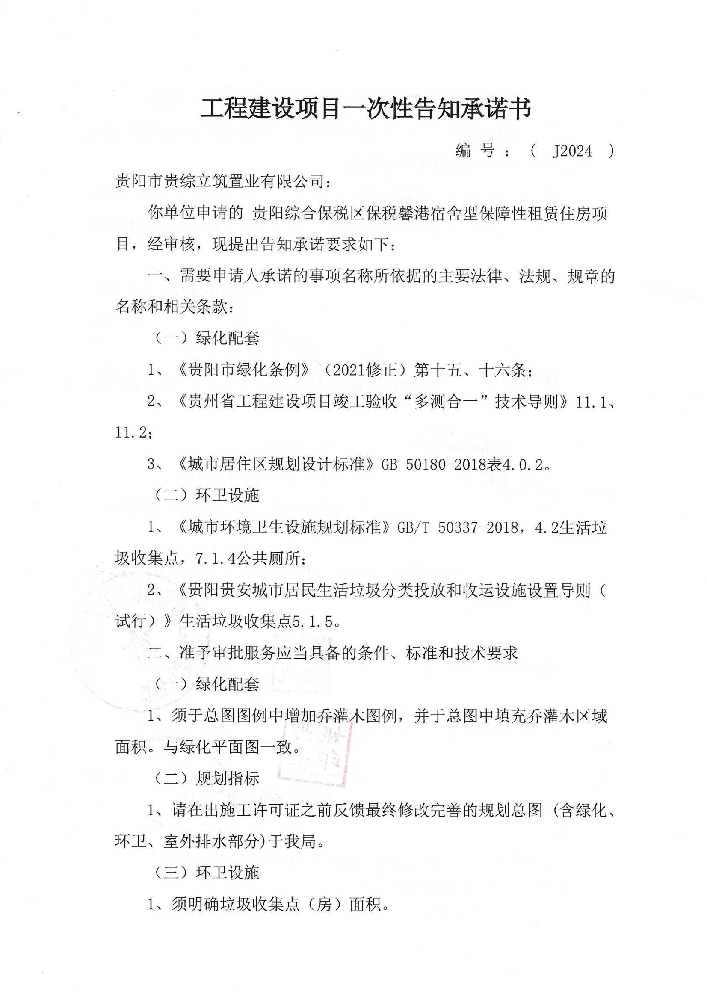 工程建设项目一次性告知承诺书
编 号 : ( J2024 )
贵阳市贵综立筑置业有限公司：
你单位申请的 贵阳综合保税区保税馨港宿舍型保障性租赁住房项
目，经审核，现提出告知承诺要求如下：
一、需要申请人承诺的事项名称所依据的主要法律、法规、规章的
名称和相关条款：
（一）绿化配套
1、《贵阳市绿化条例》（2021修正）第十五、十六条；
2、《贵州省工程建设项目竣工验收“多测合一”技术导则》11.1、
11.2；
3、《城市居住区规划设计标准》GB 50180-2018表4.0.2。
（二）环卫设施
1、《城市环境卫生设施规划标准》GB/T 50337-2018，4.2生活垃
圾收集点，7.1.4公共厕所；
2、《贵阳贵安城市居民生活垃圾分类投放和收运设施设置导则（
试行）》生活垃圾收集点5.1.5。
二、准予审批服务应当具备的条件、标准和技术要求
（一）绿化配套
1、须于总图图例中增加乔灌木图例，并于总图中填充乔灌木区域
面积。与绿化平面图一致。
（二）规划指标
1、请在出施工许可证之前反馈最终修改完善的规划总图 (含绿化、
环卫、室外排水部分)于我局。
（三）环卫设施
1、须明确垃圾收集点（房）面积。